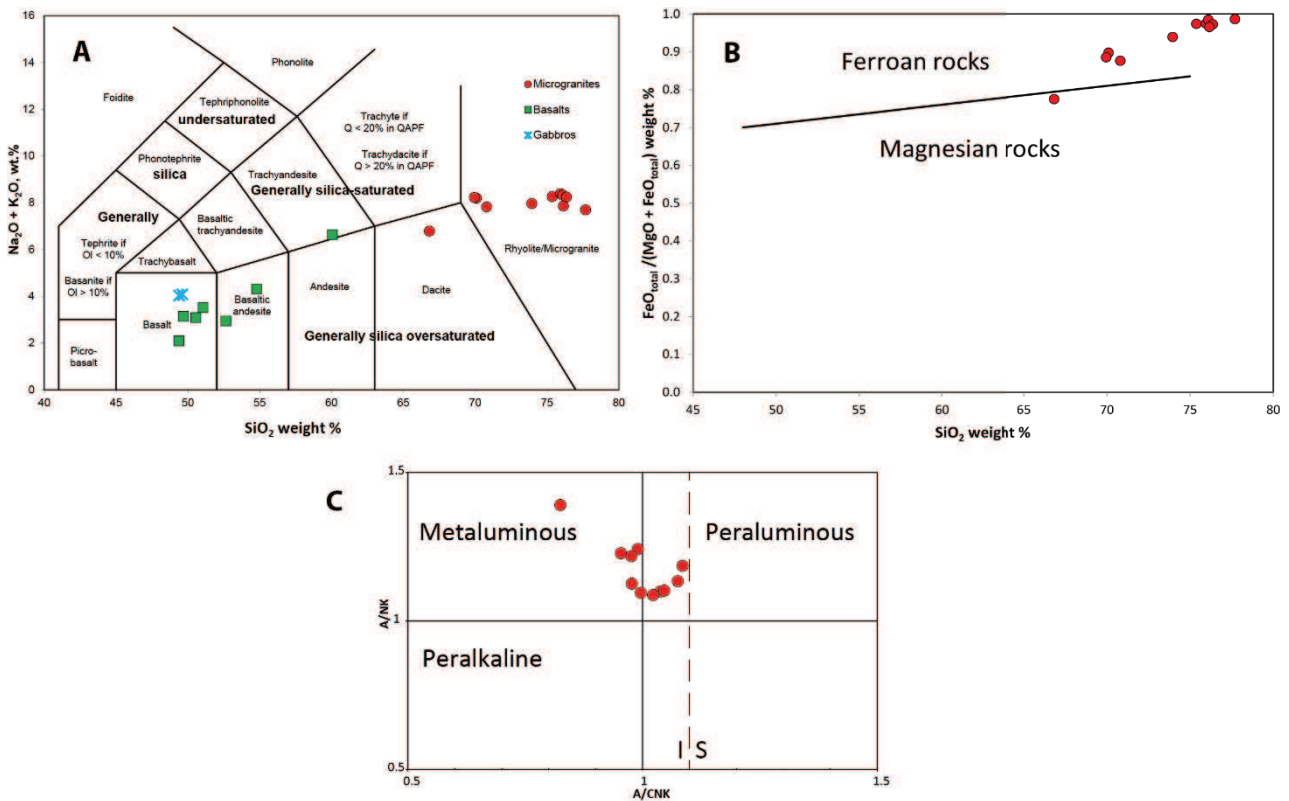 A
Na₂O + K₂O, wt.%
16
14
12
10
8
6
4
2
0
Foidite
Phonolite
Tephriphonolite
undersaturated
Phonotephrite
silica
Generally
Tephrite if
Ol < 10%
Basanite if
Ol > 10%
Picro-
basalt
Trachyte if
Q < 20% in QAPF
Trachydacite if
Q > 20% in QAPF
Trachyandesite
Generally silica-saturated
Basaltic
trachyandesite
Trachybasalt
Basalt
Basaltic
andesite
Andesite
Dacite
Rhyolite/Microgranite
Generally silica oversaturated
Microgranites
Basalts
Gabbros
40 45 50 55 60 65 70 75 80
SiO₂ weight %
B
FeOtotal/(MgO + FeOtotal) weight %
1.0
0.9
0.8
0.7
0.6
0.5
0.4
0.3
0.2
0.1
0.0
Ferroan rocks
Magnesian rocks
45 50 55 60 65 70 75 80
SiO₂ weight %
C
A/NK
1.5
1
0.5
Metaluminous
Peraluminous
Peralkaline
I S
0.5 1 1.5
A/CNK